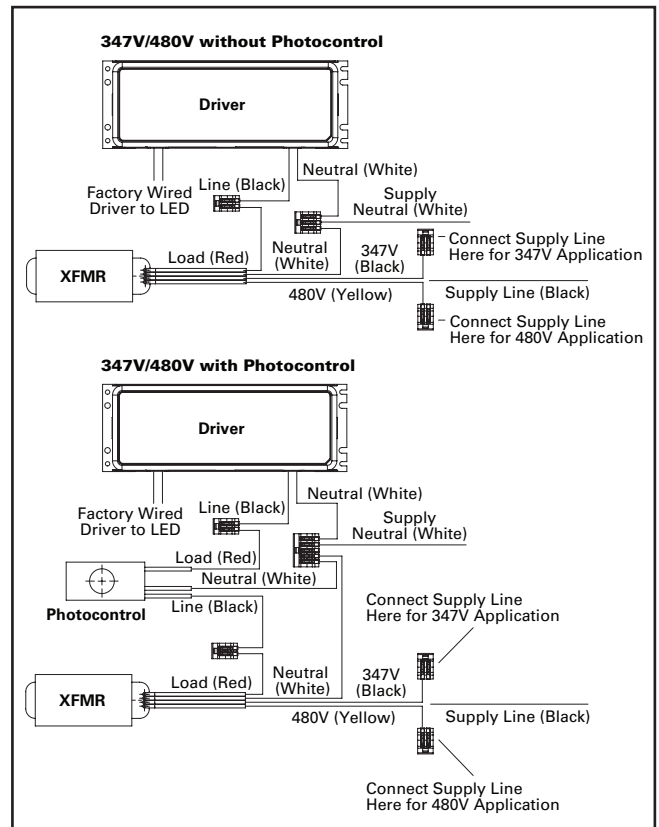 347V/480V without Photocontrol
Driver
Neutral (White)
Factory Wired
Driver to LED
Line (Black)
Supply
Neutral (White)
Connect Supply Line
Here for 347V Application
XFMR
Load (Red)
Neutral
(White)
347V
(Black)
480V (Yellow)
Supply Line (Black)
Connect Supply Line
Here for 480V Application
347V/480V with Photocontrol
Driver
Neutral (White)
Factory Wired
Driver to LED
Line (Black)
Supply
Neutral (White)
Load (Red)
Neutral (White)
Photocontrol
Line (Black)
Connect Supply Line
Here for 347V Application
XFMR
Load (Red)
Neutral
(White)
347V
(Black)
480V (Yellow)
Supply Line (Black)
Connect Supply Line
Here for 480V Application